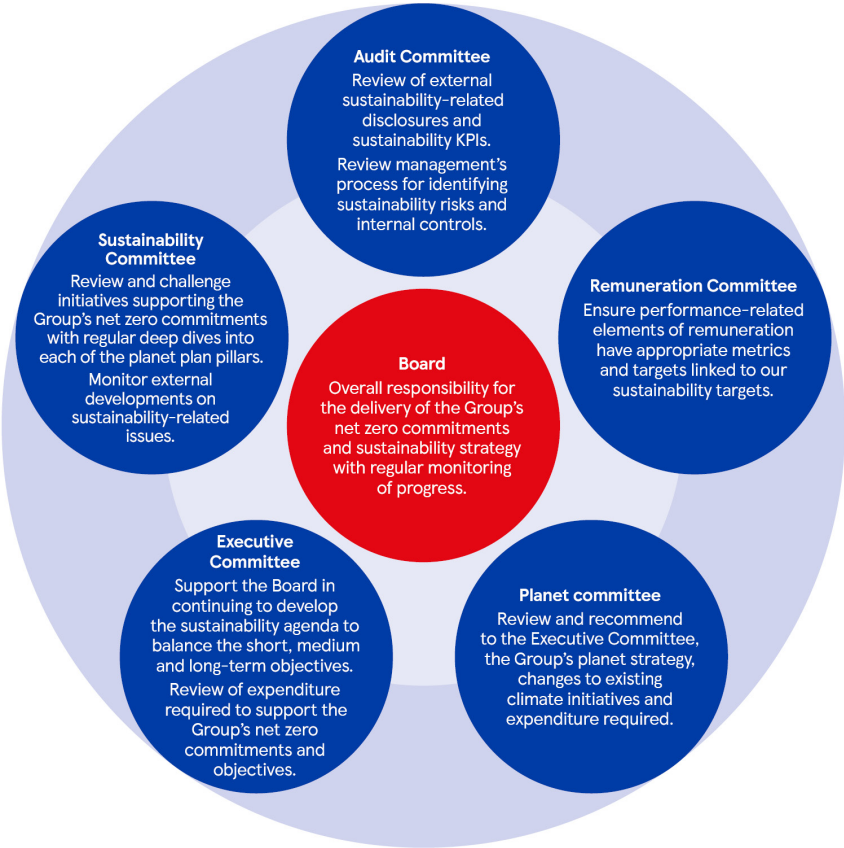 Audit Committee
Review of external
sustainability-related
disclosures and
sustainability KPIs.
Review management's
process for identifying
sustainability risks and
internal controls.
Sustainability
Committee
Review and challenge
initiatives supporting the
Group's net zero commitments
with regular deep dives into
each of the planet plan pillars.
Monitor external
developments on
sustainability-related
issues.
Remuneration Committee
Ensure performance-related
elements of remuneration
have appropriate metrics
and targets linked to our
sustainability targets.
Board
Overall responsibility for
the delivery of the Group's
net zero commitments
and sustainability strategy
with regular monitoring
of progress.
Executive
Committee
Support the Board in
continuing to develop
the sustainability agenda to
balance the short, medium
and long-term objectives.
Review of expenditure
required to support the
Group's net zero
commitments and
objectives.
Planet committee
Review and recommend
to the Executive Committee,
the Group's planet strategy,
changes to existing
climate initiatives and
expenditure required.